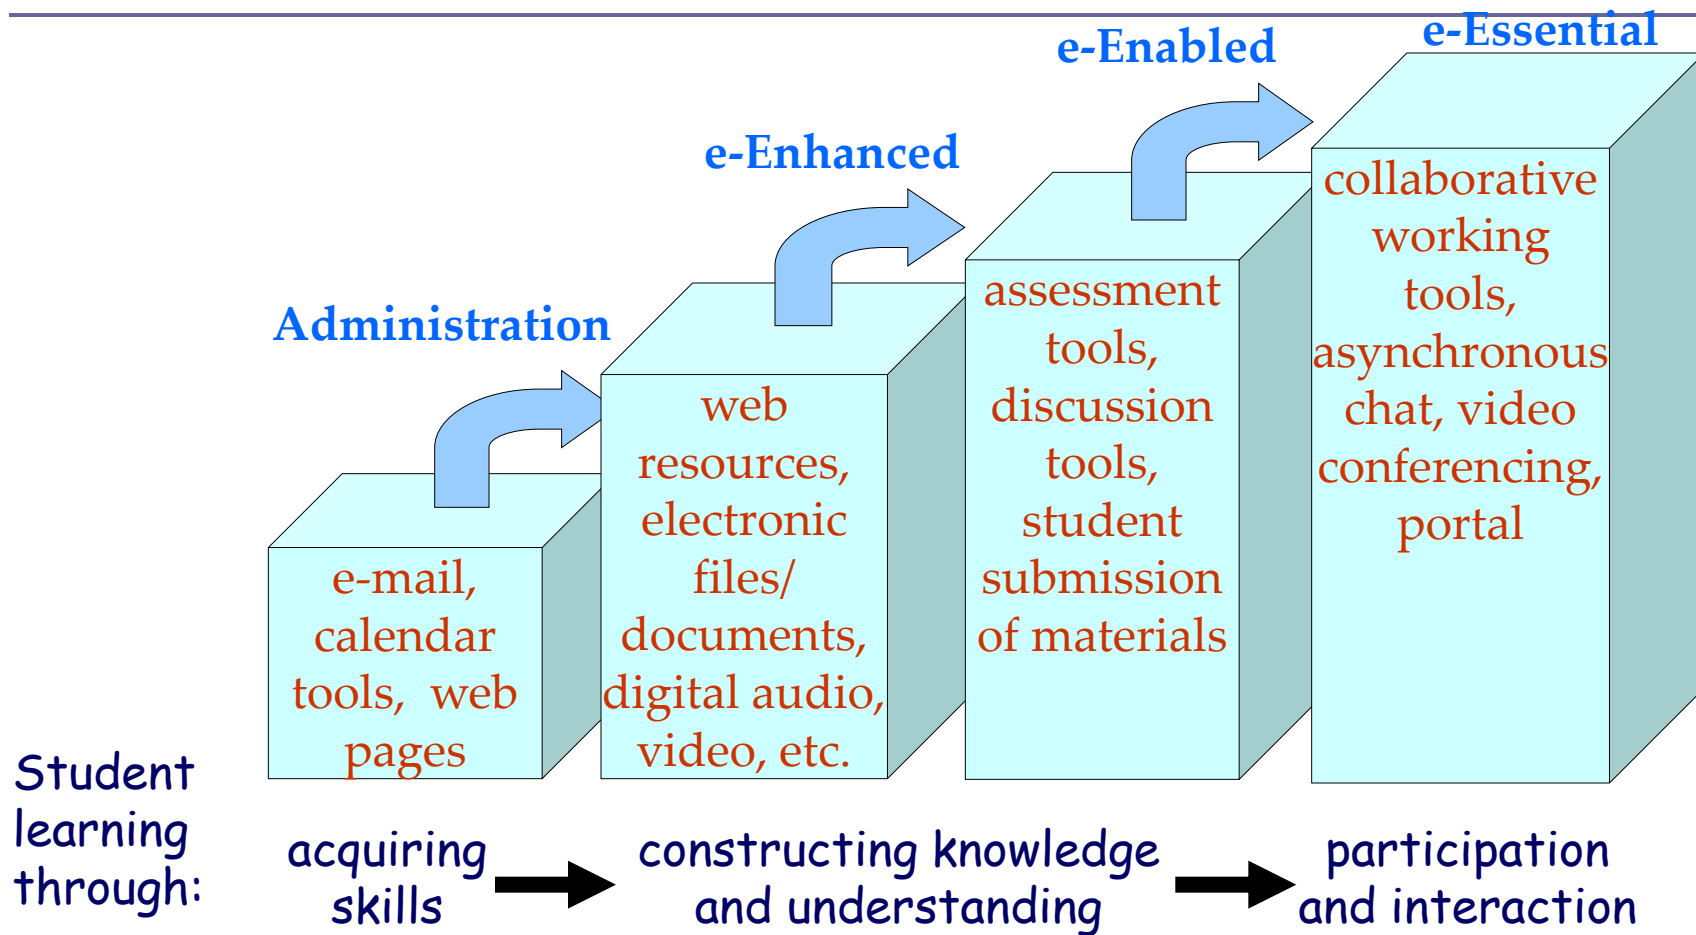 Administration
e-mail,
calendar
tools, web
pages
e-Enhanced
web
resources,
electronic
files/
documents,
digital audio,
video, etc.
e-Enabled
assessment
tools,
discussion
tools,
student
submission
of materials
e-Essential
collaborative
working
tools,
asynchronous
chat, video
conferencing,
portal
Student
learning
through:
acquiring
skills
constructing knowledge
and understanding
participation
and interaction